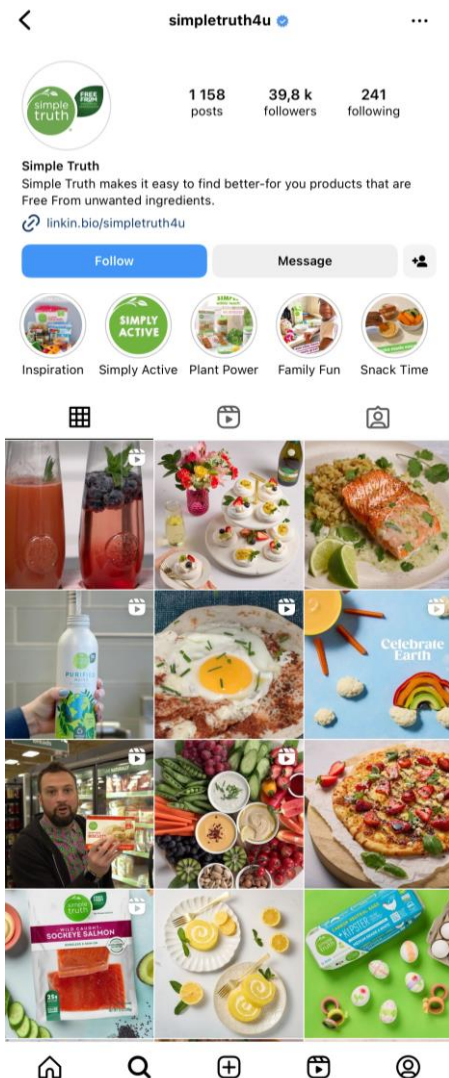 simpletruth4u
simple
truth
FREE
FROM
1 158
posts
39,8 k
followers
241
following
Simple Truth
Simple Truth makes it easy to find better-for you products that are
Free From unwanted ingredients.
linkin.bio/simpletruth4u
Follow
Message
SIMPLY
ACTIVE
Inspiration
Simply Active
Plant Power
Family Fun
Snack Time
PURIFIED
Celebrate
Earth
simple
truth
WILD CAUGHT
SOCKEYE SALMON
KIPSTER